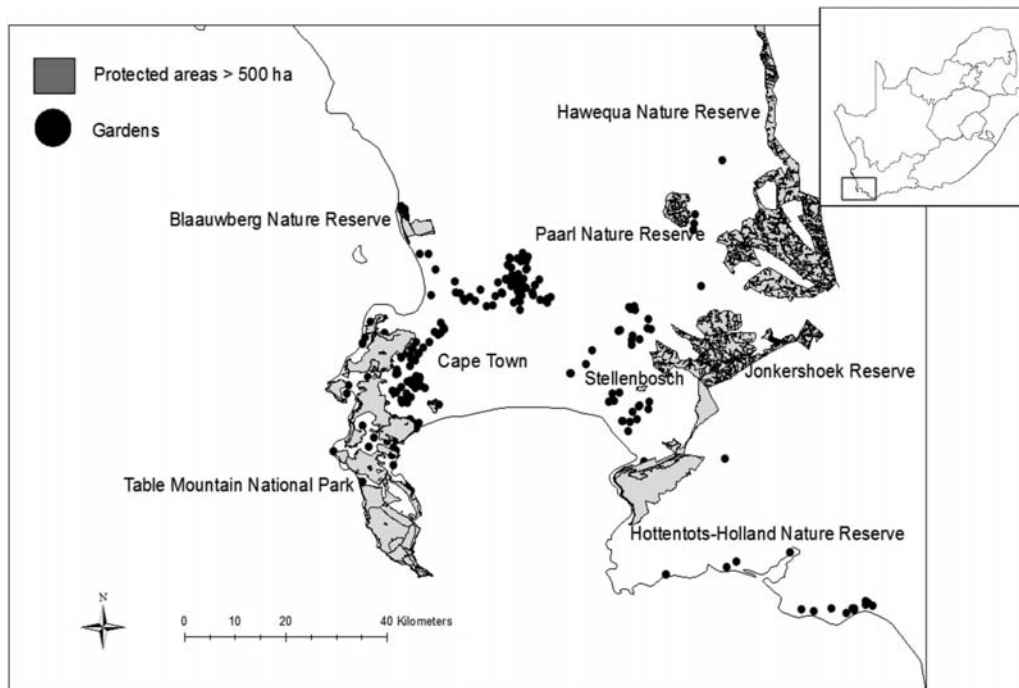 Protected areas > 500 ha
Gardens
Hawequa Nature Reserve
Blaauwberg Nature Reserve
Paarl Nature Reserve
Cape Town
Stellenbosch
Jonkershoek Reserve
Table Mountain National Park
Hottentots-Holland Nature Reserve
N
0 10 20 40 Kilometers